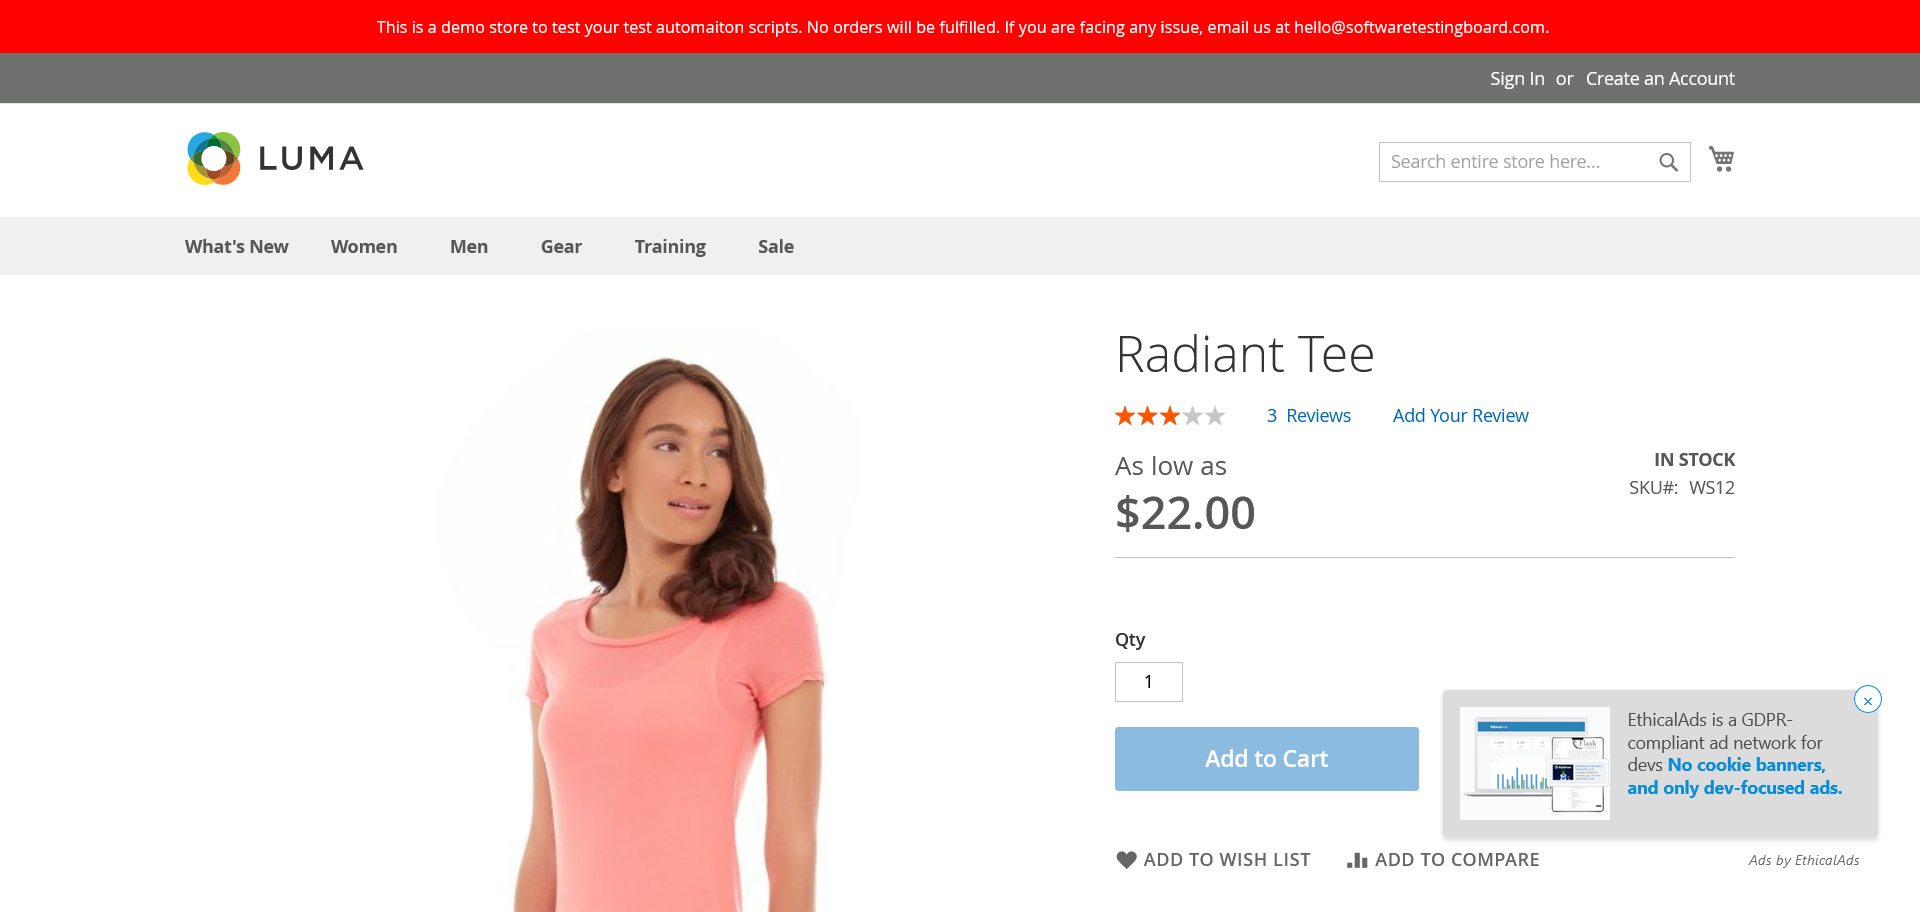 This is a demo store to test your test automaiton scripts. No orders will be fulfilled. If you are facing any issue, email us at hello@softwaretestingboard.com.
Sign In or Create an Account
LUMA
Search entire store here...
What's New Women Men Gear Training Sale
Radiant Tee
3 Reviews Add Your Review
As low as
$22.00
IN STOCK
SKU#: WS12
Qty
1
Add to Cart
EthicalAds is a GDPR-
compliant ad network for
devs No cookie banners,
and only dev-focused ads.
ADD TO WISH LIST ADD TO COMPARE
Ads by EthicalAds